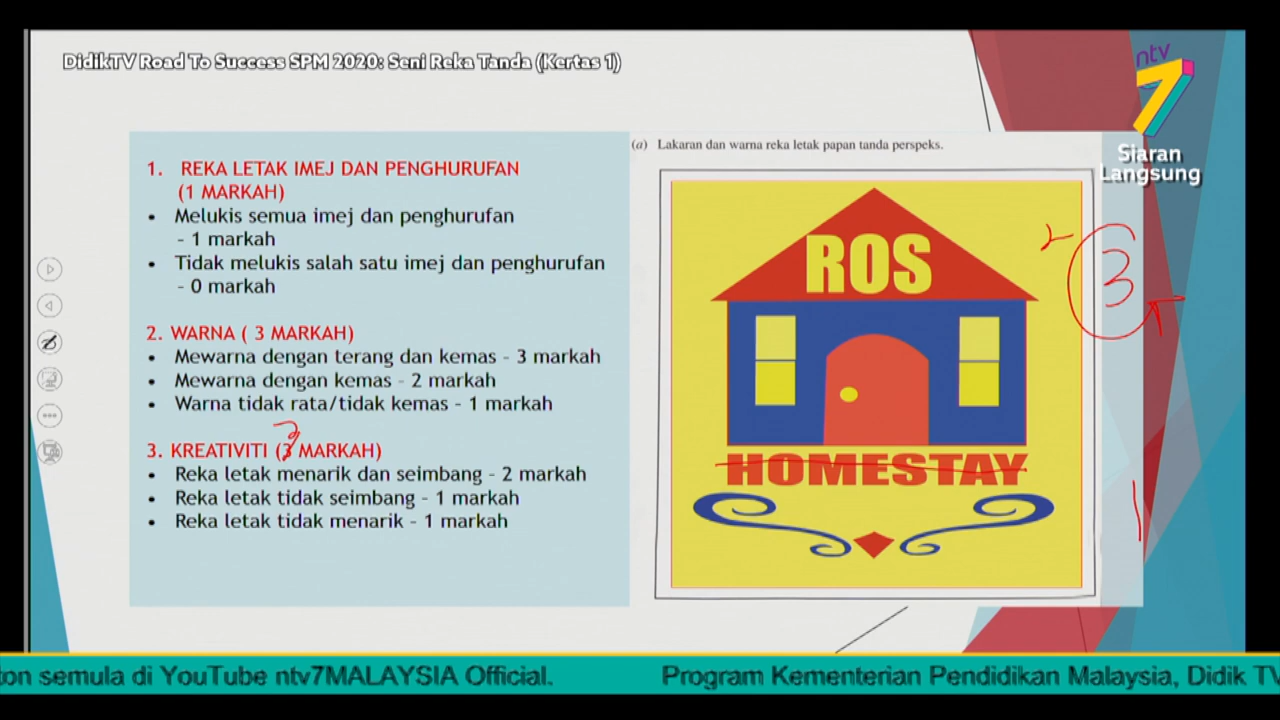 DidikTV Road To Success SPM 2020: Seni Reka Tanda (Kertas 1)
ntv
7
Siaran
Langsung
1. REKA LETAK IMEJ DAN PENGHURUFAN
(1 MARKAH)
• Melukis semua imej dan penghurufan
- 1 markah
• Tidak melukis salah satu imej dan penghurufan
- 0 markah
2. WARNA ( 3 MARKAH)
• Mewarna dengan terang dan kemas - 3 markah
• Mewarna dengan kemas - 2 markah
• Warna tidak rata/tidak kemas - 1 markah
3. KREATIVITI (3 MARKAH)
• Reka letak menarik dan seimbang - 2 markah
• Reka letak tidak seimbang - 1 markah
• Reka letak tidak menarik - 1 markah
(a) Lakaran dan warna reka letak papan tanda perspeks.
ROS
HOMESTAY
3
ton semula di YouTube ntv7MALAYSIA Official. Program Kementerian Pendidikan Malaysia, Didik TV